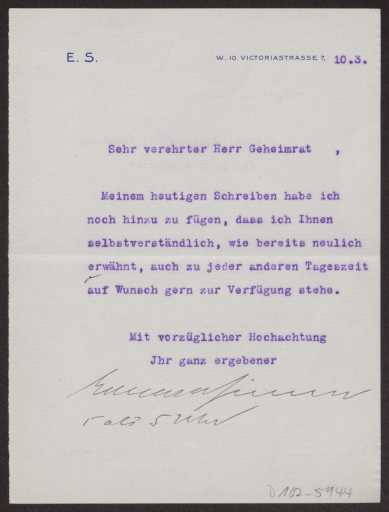 E. S.
W. 10. VICTORIASTRASSE 7. 10.3.
Sehr verehrter Herr Geheimrat ,
Meinem heutigen Schreiben habe ich
noch hinzu zu fügen, dass ich Ihnen
selbstverständlich, wie bereits neulich
erwähnt, auch zu jeder anderen Tageszeit
auf Wunsch gern zur Verfügung stehe.
Mit vorzüglicher Hochachtung
Jhr ganz ergebener
5 Uhr
D 102-5944